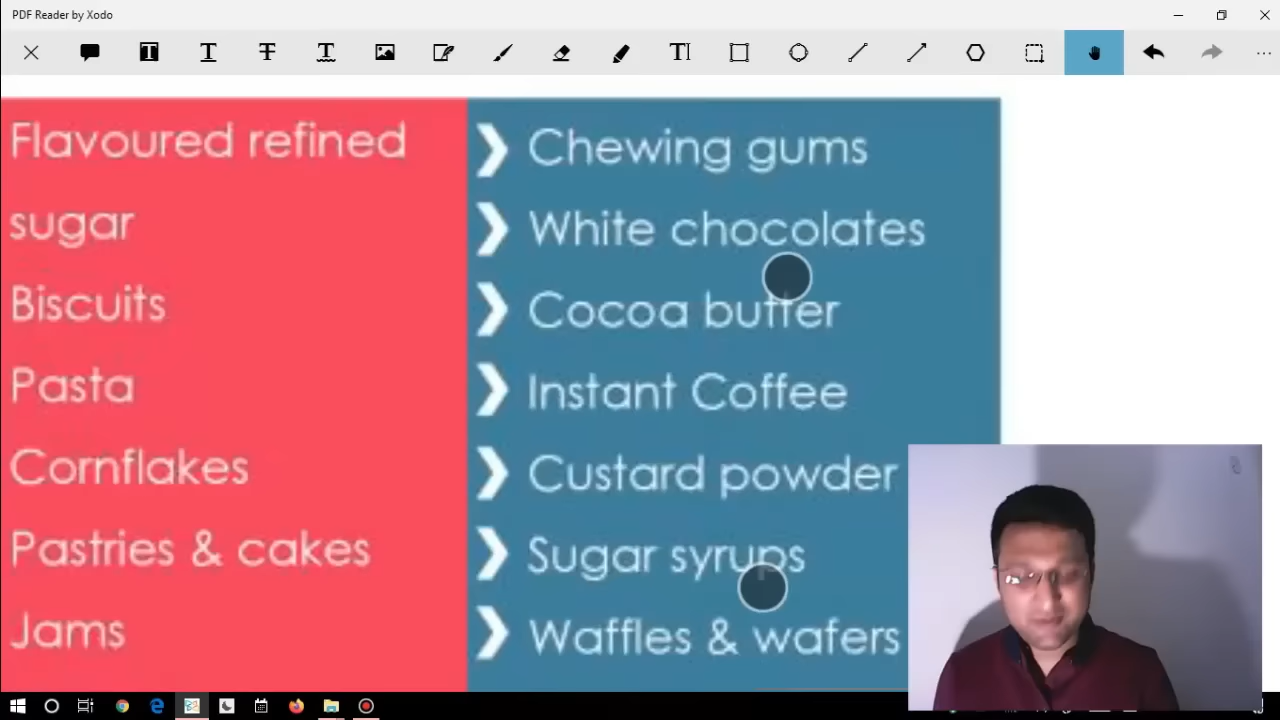 PDF Reader by Xodo
Flavoured refined
sugar
Biscuits
Pasta
Cornflakes
Pastries & cakes
Jams
Chewing gums
White chocolates
Cocoa butter
Instant Coffee
Custard powder
Sugar syrups
Waffles & wafers